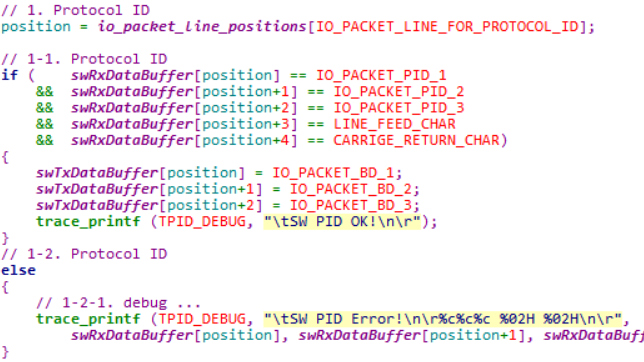 // 1. Protocol ID
position = io_packet_line_positions[IO_PACKET_LINE_FOR_PROTOCOL_ID];
// 1-1. Protocol ID
if (    swRxDataBuffer[position] == IO_PACKET_PID_1
    &&  swRxDataBuffer[position+1] == IO_PACKET_PID_2
    &&  swRxDataBuffer[position+2] == IO_PACKET_PID_3
    &&  swRxDataBuffer[position+3] == LINE_FEED_CHAR
    &&  swRxDataBuffer[position+4] == CARRIGE_RETURN_CHAR)
{
    swTxDataBuffer[position] = IO_PACKET_BD_1;
    swTxDataBuffer[position+1] = IO_PACKET_BD_2;
    swTxDataBuffer[position+2] = IO_PACKET_BD_3;
    trace_printf (TPID_DEBUG, "\tSW PID OK!\n\r");
}
// 1-2. Protocol ID
else
{
    // 1-2-1. debug ...
    trace_printf (TPID_DEBUG, "\tSW PID Error!\n\r%c%c%c %02H %02H\n\r",
        swRxDataBuffer[position], swRxDataBuffer[position+1], swRxDataBuff
}